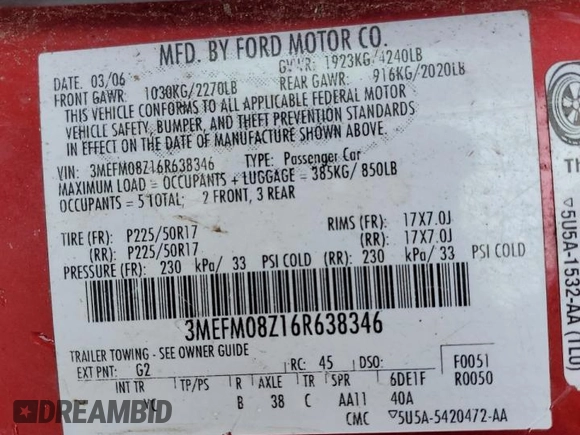 MFD. BY FORD MOTOR CO.
DATE: 03/06 GVWR: 1923KG/4240LB
FRONT GAWR: 1030KG/2270LB REAR GAWR: 916KG/2020LB
THIS VEHICLE CONFORMS TO ALL APPLICABLE FEDERAL MOTOR
VEHICLE SAFETY, BUMPER, AND THEFT PREVENTION STANDARDS
IN EFFECT ON THE DATE OF MANUFACTURE SHOWN ABOVE.
VIN: 3MEFM08Z16R638346 TYPE: Passenger Car
MAXIMUM LOAD = OCCUPANTS + LUGGAGE = 385KG/ 850LB
OCCUPANTS = 5 TOTAL; 2 FRONT, 3 REAR
TIRE (FR): P225/50R17 RIMS (FR): 17X7.0J
(RR): P225/50R17 (RR): 17X7.0J
PRESSURE (FR): 230 kPa/ 33 PSI COLD (RR): 230 kPa/ 33 PSI COLD
3MEFM08Z16R638346
TRAILER TOWING - SEE OWNER GUIDE
EXT PNT: G2 RC: 45 DSO: F0051
INT TR TP/PS R AXLE TR SPR 6DE1F R0050
B 38 C AA11 40A
CMC ▽5U5A-5420472-AA
▽5U5A-1532-AA (TL0)
RATEDBID
RATEDBID.COM